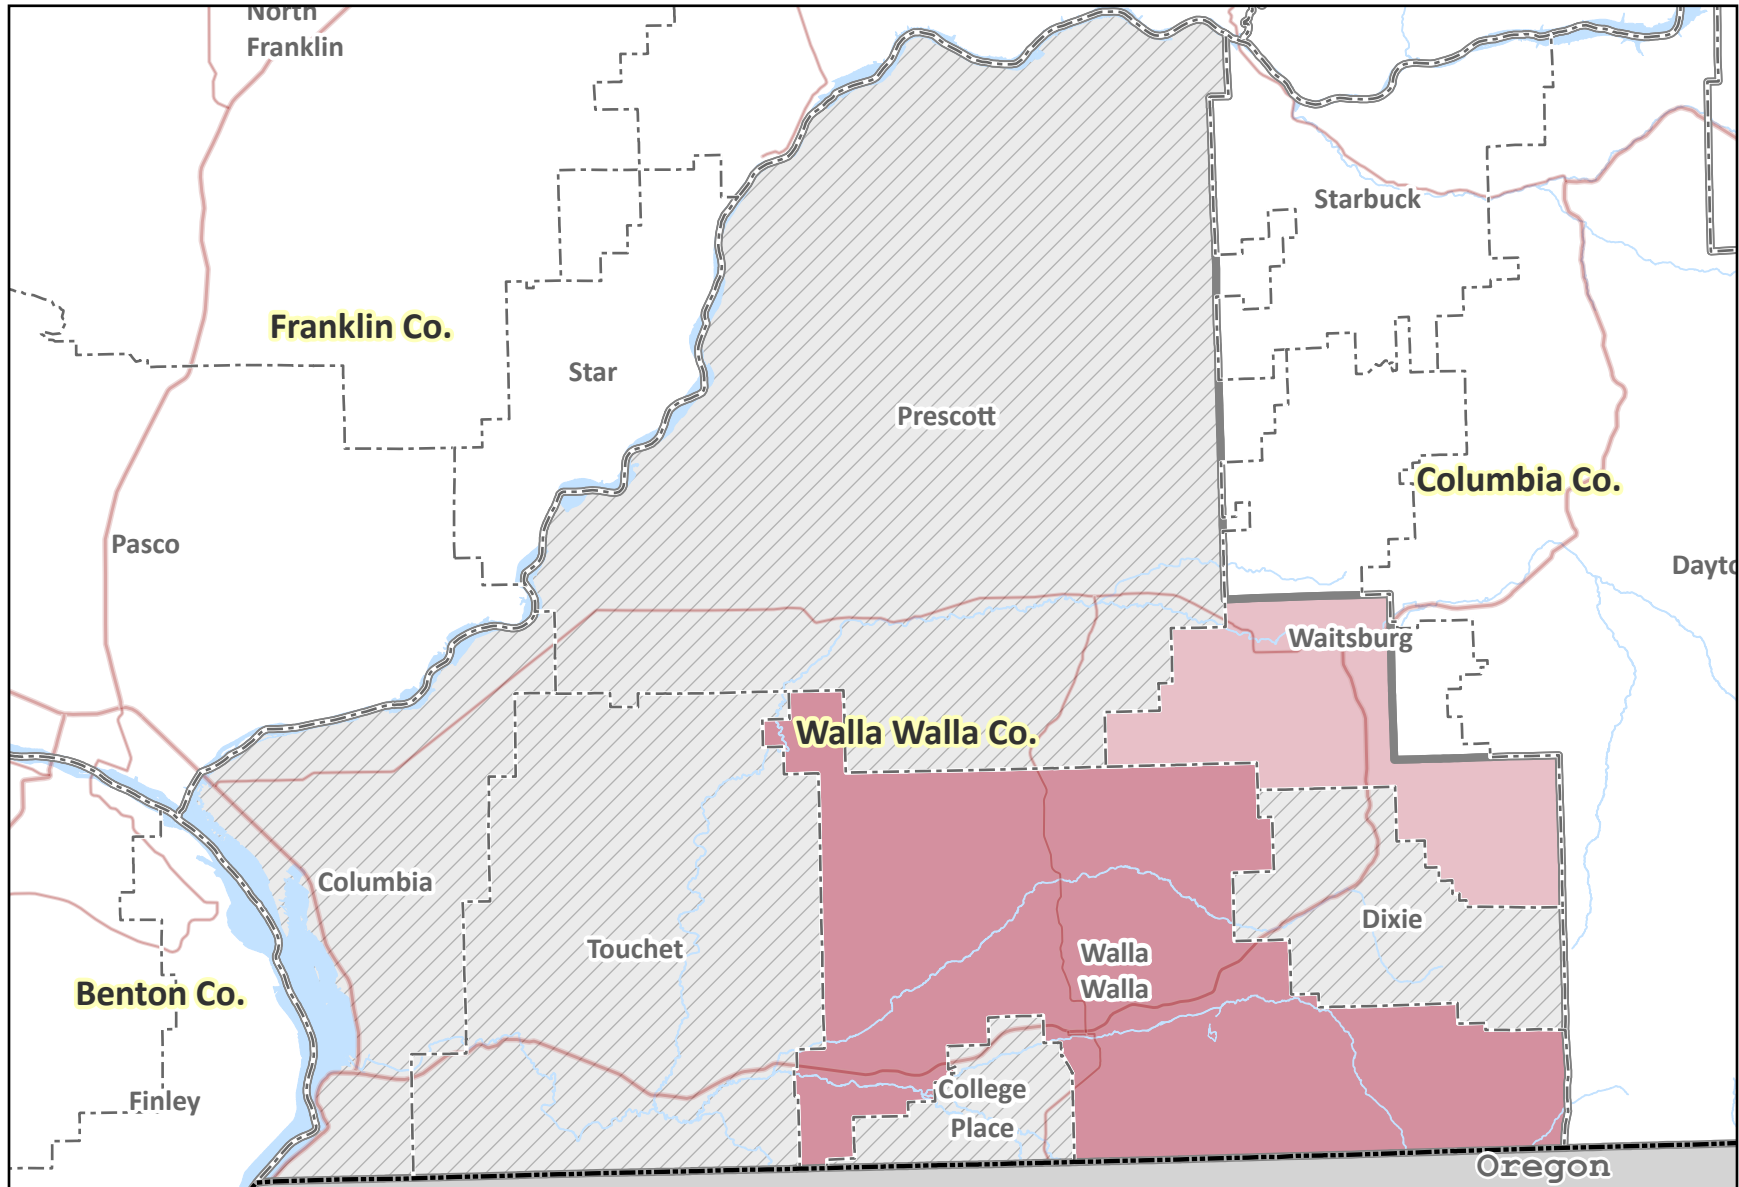 North
Franklin
Starbuck
Franklin Co.
Star
Prescott
Columbia Co.
Pasco
Dayto
Waitsburg
Walla Walla Co.
Columbia
Dixie
Touchet
Walla
Walla
Benton Co.
College
Place
Finley
Oregon